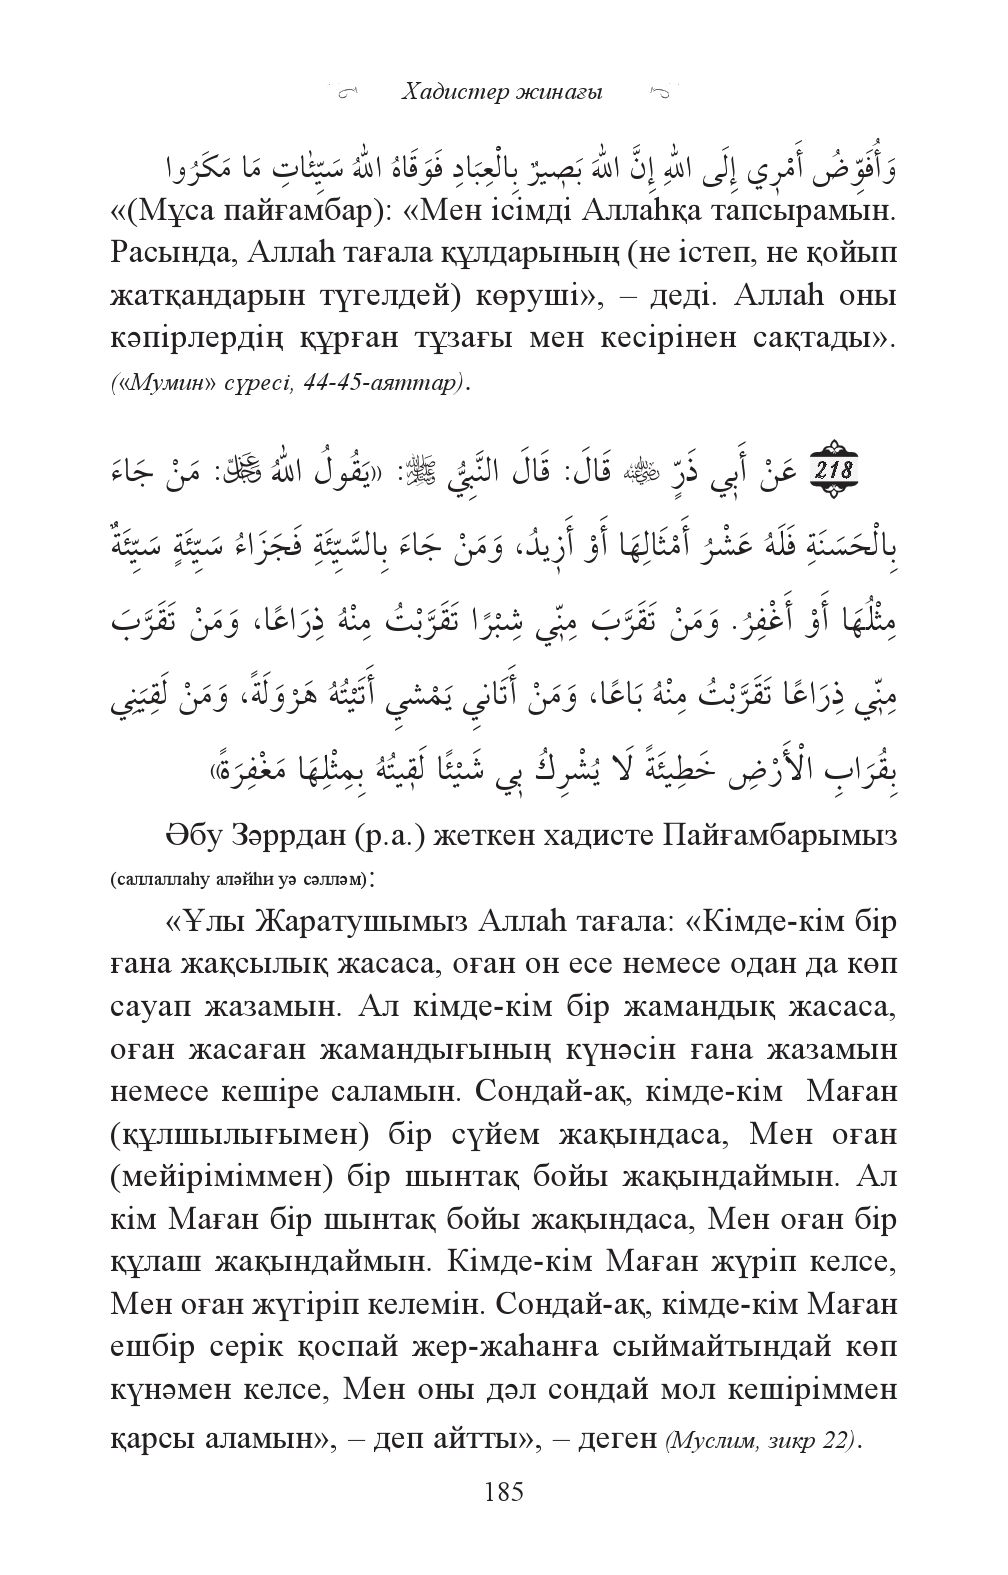 Хадистер жинағы
وَأُفَوِّضُ أَمْرِي إِلَى اللهِ إِنَّ اللهَ بَصِيرٌ بِالْعِبَادِ فَوَقَاهُ اللهُ سَيِّئَاتِ مَا مَكَرُوا
«(Мұса пайғамбар): «Мен ісімді Аллаһқа тапсырамын.
Расында, Аллаһ тағала құлдарының (не істеп, не қойып
жатқандарын түгелдей) көруші», – деді. Аллаһ оны
кәпірлердің құрған тұзағы мен кесірінен сақтады».
(«Мумин» сүресі, 44-45-аяттар).
218 عَنْ أَبِي ذَرٍّ ﵁ قَالَ: قَالَ النَّبِيُّ ﷺ: «يَقُولُ اللهُ ﷿: مَنْ جَاءَ
بِالْحَسَنَةِ فَلَهُ عَشْرُ أَمْثَالِهَا أَوْ أَزِيدُ، وَمَنْ جَاءَ بِالسَّيِّئَةِ فَجَزَاءُ سَيِّئَةٍ سَيِّئَةٌ
مِثْلُهَا أَوْ أَغْفِرُ. وَمَنْ تَقَرَّبَ مِنِّي شِبْرًا تَقَرَّبْتُ مِنْهُ ذِرَاعًا، وَمَنْ تَقَرَّبَ
مِنِّي ذِرَاعًا تَقَرَّبْتُ مِنْهُ بَاعًا، وَمَنْ أَتَانِي يَمْشِي أَتَيْتُهُ هَرْوَلَةً، وَمَنْ لَقِيَنِي
بِقُرَابِ الْأَرْضِ خَطِيئَةً لَا يُشْرِكُ بِي شَيْئًا لَقِيتُهُ بِمِثْلِهَا مَغْفِرَةً»
Әбу Зәррдан (р.а.) жеткен хадисте Пайғамбарымыз
(саллаллаһу аләйһи уә сәлләм):
«Ұлы Жаратушымыз Аллаһ тағала: «Кімде-кім бір
ғана жақсылық жасаса, оған он есе немесе одан да көп
сауап жазамын. Ал кімде-кім бір жамандық жасаса,
оған жасаған жамандығының күнәсін ғана жазамын
немесе кешіре саламын. Сондай-ақ, кімде-кім Маған
(құлшылығымен) бір сүйем жақындаса, Мен оған
(мейіріміммен) бір шынтақ бойы жақындаймын. Ал
кім Маған бір шынтақ бойы жақындаса, Мен оған бір
құлаш жақындаймын. Кімде-кім Маған жүріп келсе,
Мен оған жүгіріп келемін. Сондай-ақ, кімде-кім Маған
ешбір серік қоспай жер-жаһанға сыймайтындай көп
күнәмен келсе, Мен оны дәл сондай мол кешіріммен
қарсы аламын», – деп айтты», – деген (Муслим, зикр 22).
185